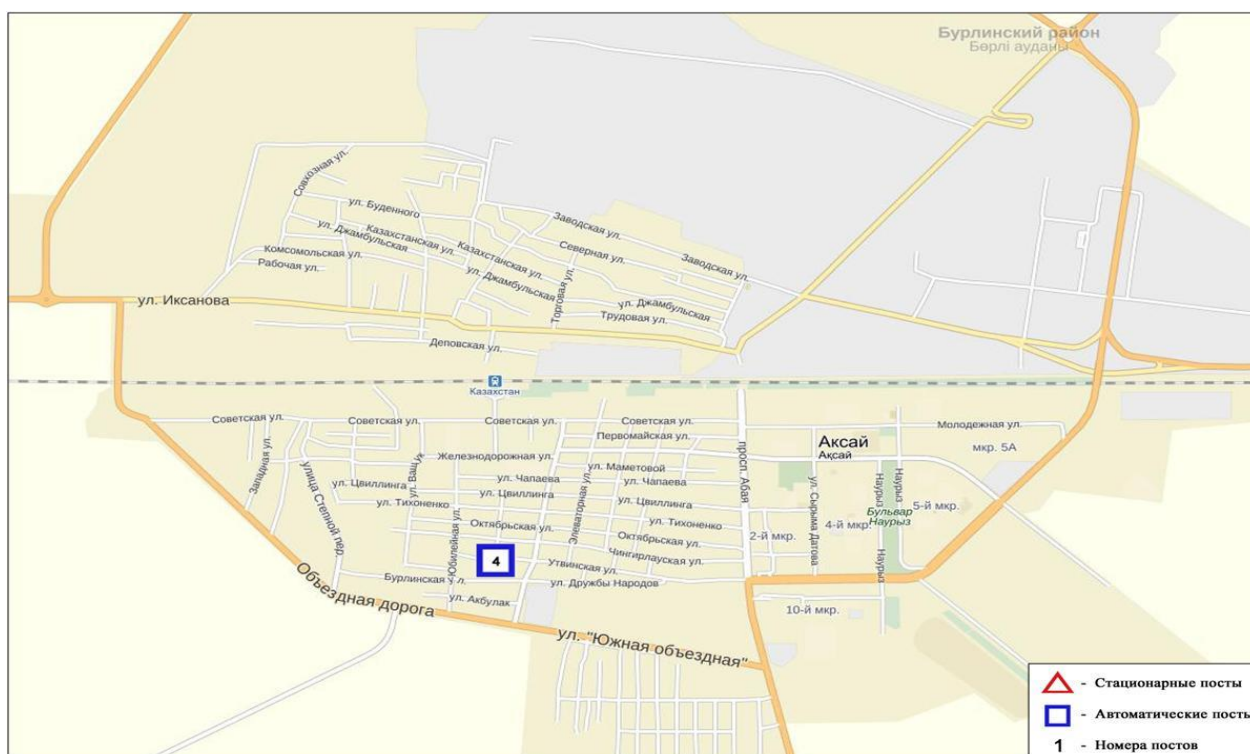 Бурлинский район
Бөрлі ауданы
Совхозная ул.
ул. Буденного
Заводская ул.
ул. Джамбульская
Казахстанская ул.
Казахстанская ул.
Северная ул.
Комсомольская ул.
Рабочая ул.
Заводская ул.
ул. Джамбульская
Торговая ул.
ул. Иксанова
ул. Джамбульская
Трудовая ул.
Деповская ул.
Казахстан
Советская ул.
Советская ул.
Советская ул.
Советская ул.
Молодежная ул.
Первомайская ул.
Аксай
Ақсай
мкр. 5А
Западная ул.
Железнодорожная ул.
ул. Маметовой
просп. Абая
улица Степной пер.
ул. Ващук
ул. Чапаева
ул. Чапаева
ул. Цвиллинга
ул. Цвиллинга
ул. Цвиллинга
ул. Тихоненко
ул. Тихоненко
Элеваторная ул.
ул. Сырыма Датова
Наурыз
Наурыз
Бульвар
Наурыз
5-й мкр.
4-й мкр.
2-й мкр.
Октябрьская ул.
Октябрьская ул.
Юбилейная ул.
4
Утвинская ул.
Чингирлауская ул.
Наурыз
Бурлинская ул.
ул. Дружбы Народов
ул. Акбулак
10-й мкр.
Объездная дорога
ул. "Южная объездная"
- Стационарные посты
- Автоматические посты
1 - Номера постов